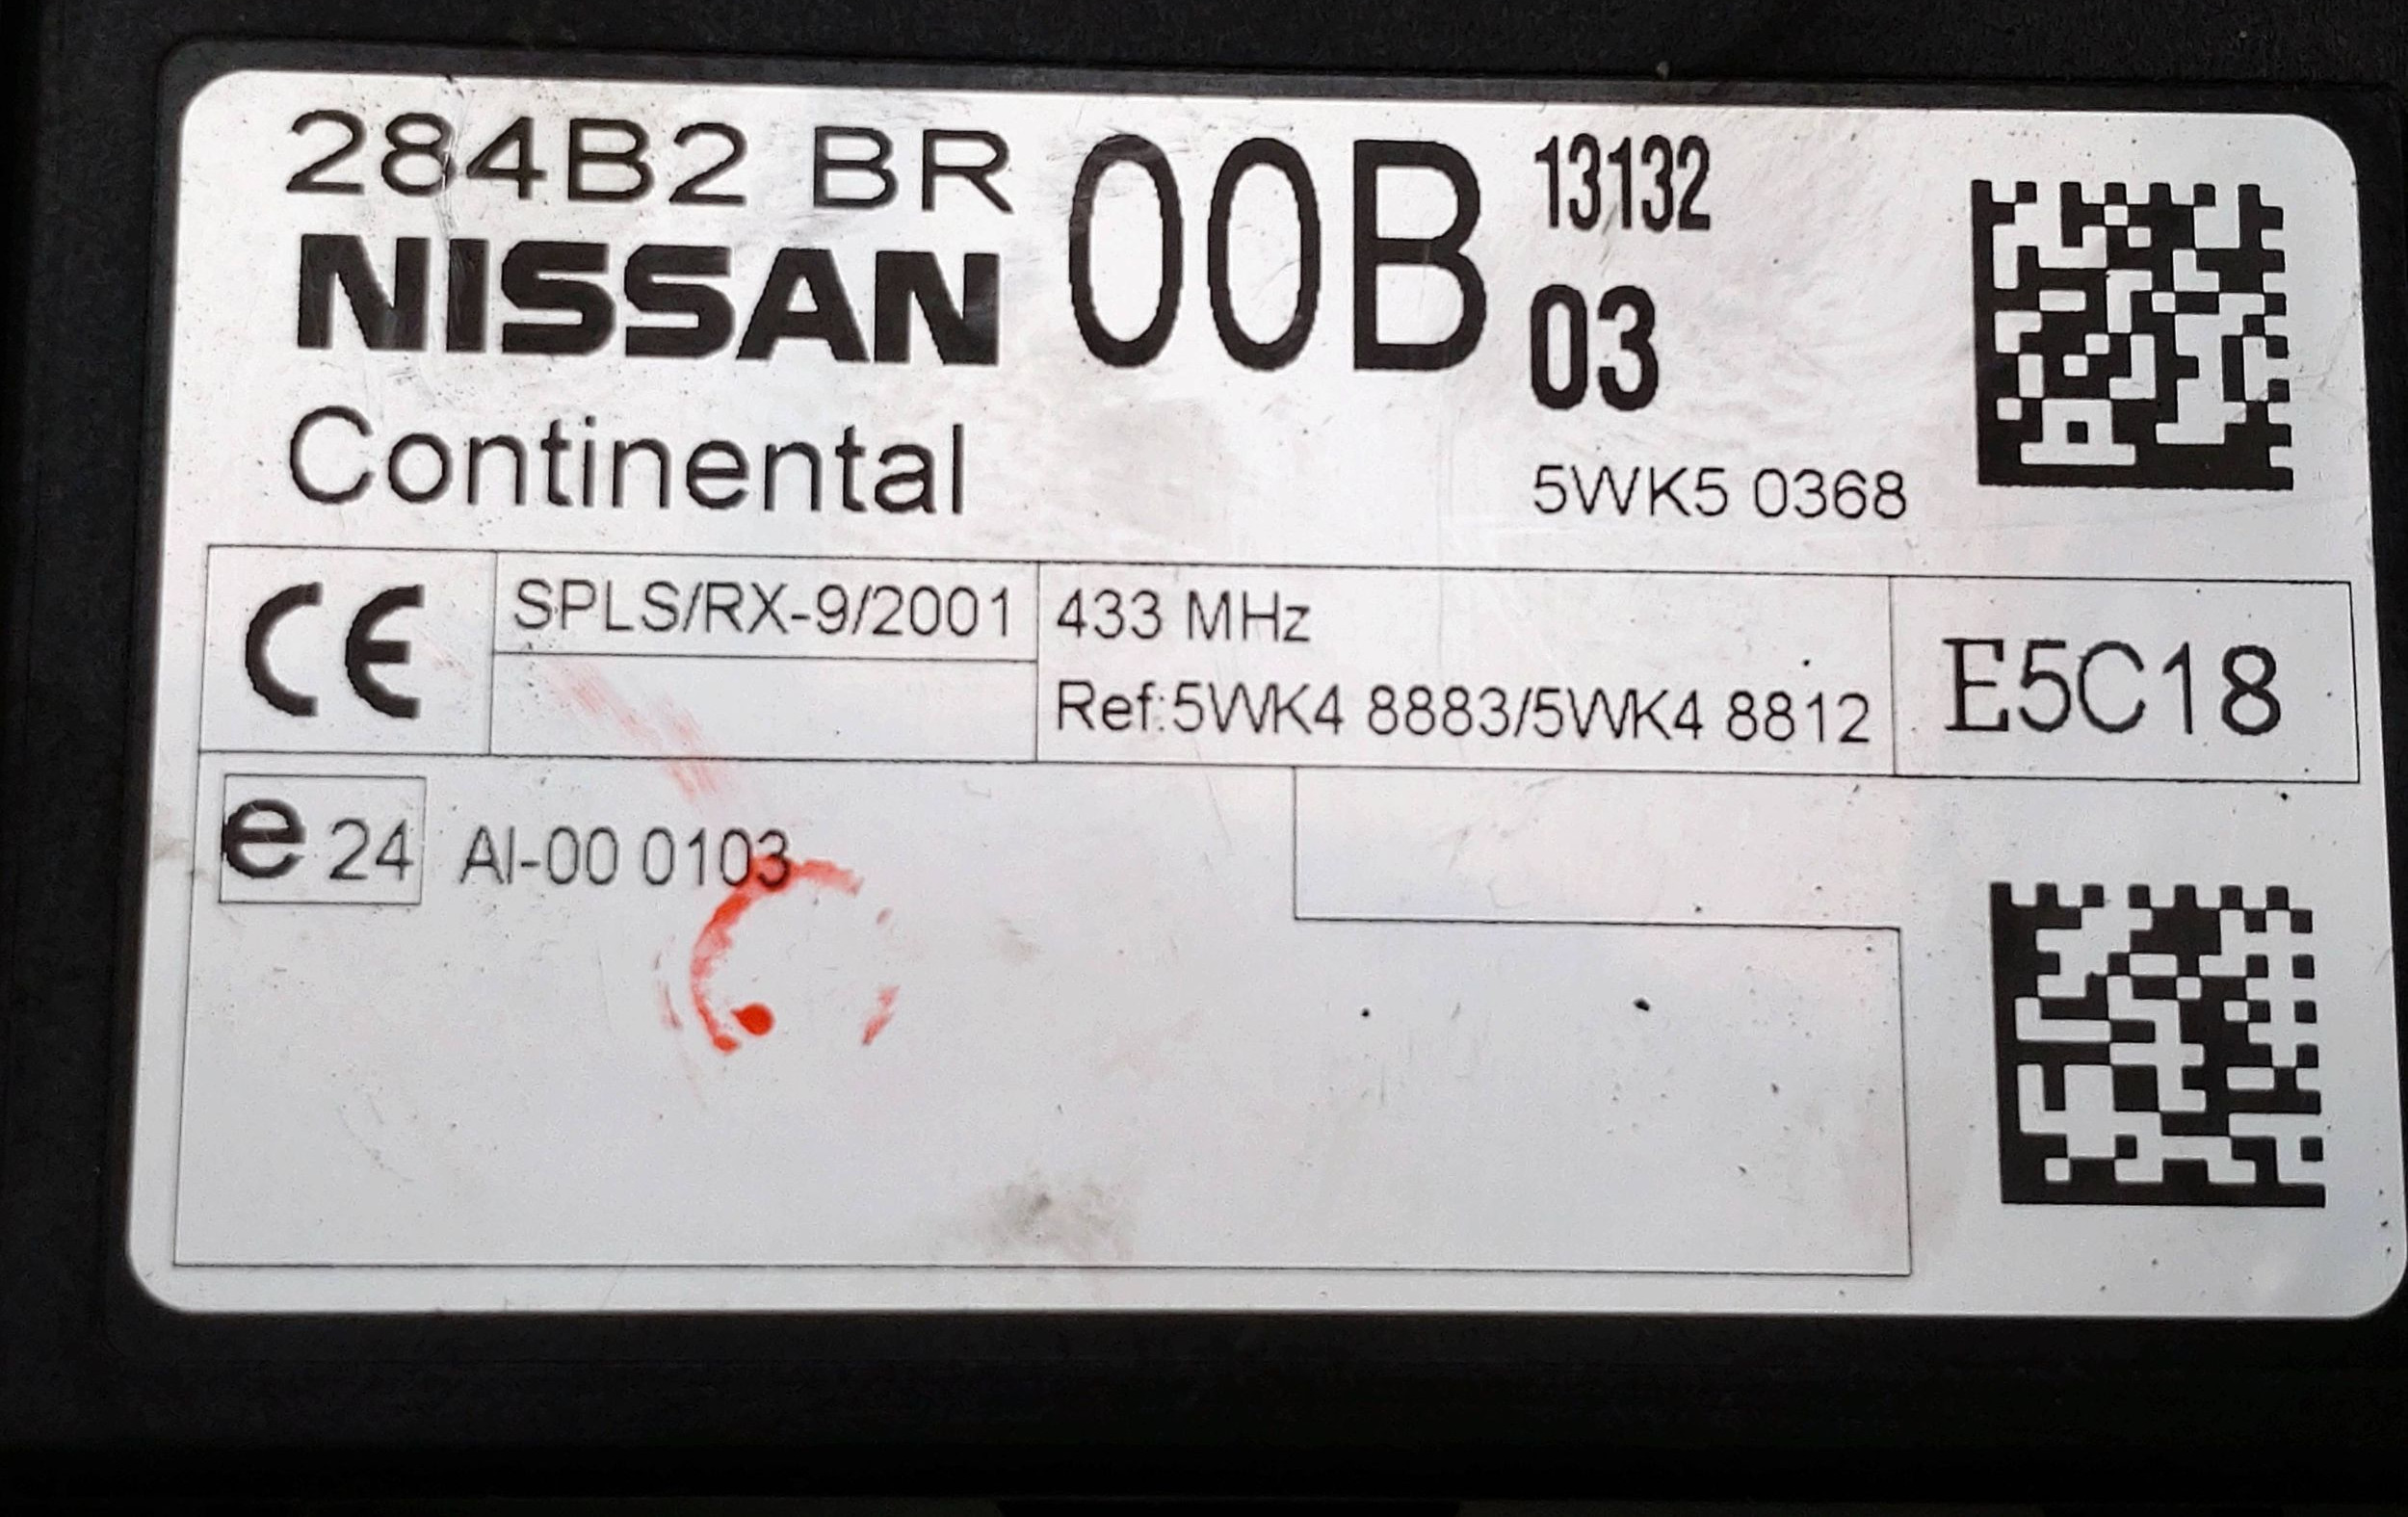 284B2 BR 00B 13132
NISSAN 03
Continental 5WK5 0368
CE SPLS/RX-9/2001 433 MHz
Ref:5WK4 8883/5WK4 8812 E5C18
e 24 AI-00 0103